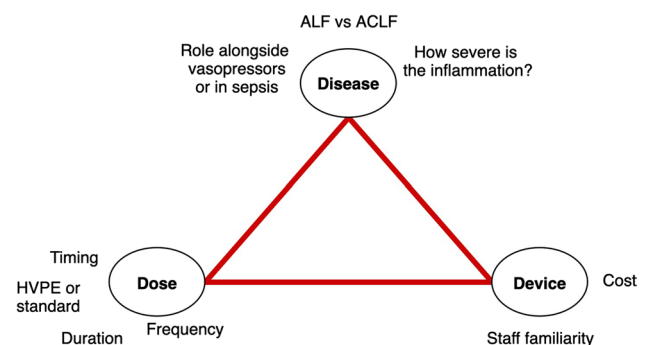 ALF vs ACLF
Role alongside
vasopressors
or in sepsis
How severe is
the inflammation?
Disease
Timing
HVPE or
standard
Dose
Duration
Frequency
Device
Cost
Staff familiarity